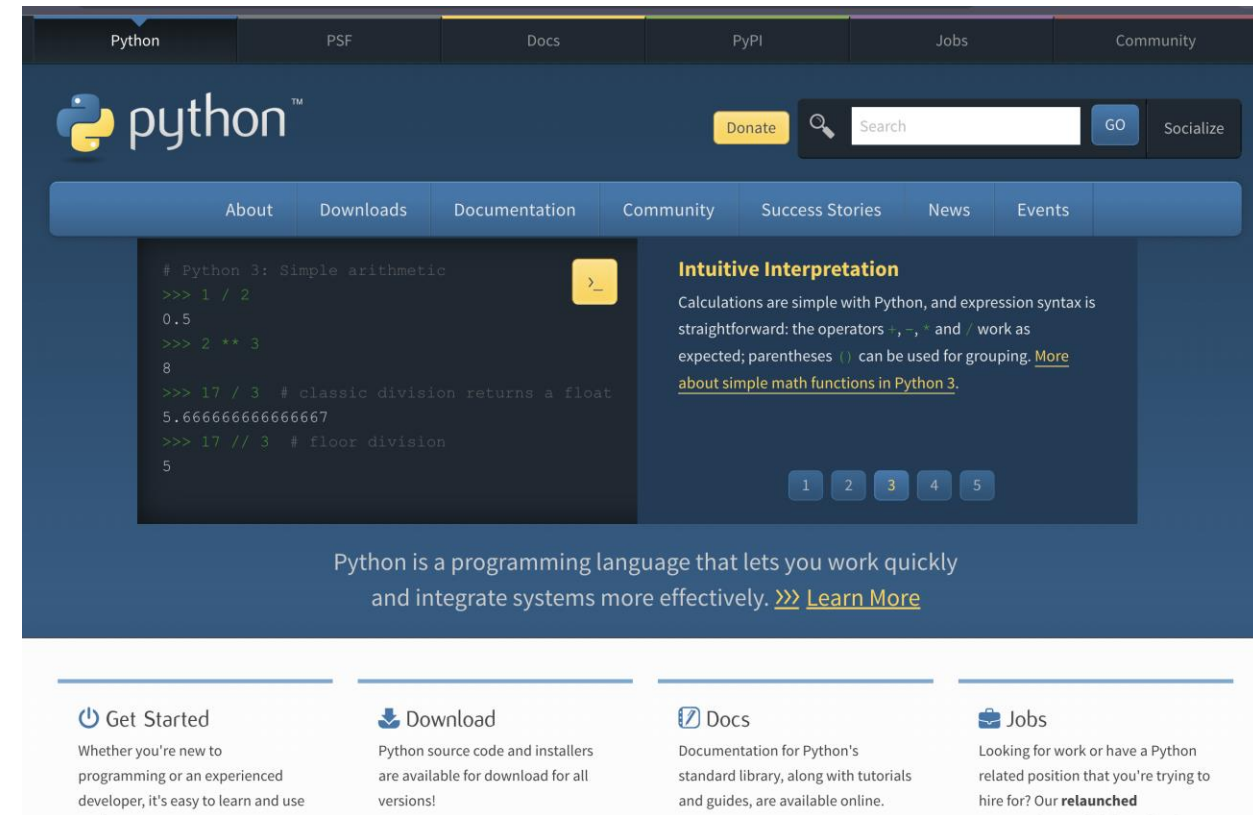 Python PSF Docs PyPI Jobs Community
python™
Donate Search GO Socialize
About Downloads Documentation Community Success Stories News Events
# Python 3: Simple arithmetic
>>> 1 / 2
0.5
>>> 2 ** 3
8
>>> 17 / 3  # classic division returns a float
5.666666666666667
>>> 17 // 3  # floor division
5
>_
Intuitive Interpretation
Calculations are simple with Python, and expression syntax is
straightforward: the operators +, -, * and / work as
expected; parentheses () can be used for grouping. More
about simple math functions in Python 3.
1 2 3 4 5
Python is a programming language that lets you work quickly
and integrate systems more effectively. >>> Learn More
Get Started
Whether you're new to
programming or an experienced
developer, it's easy to learn and use
Download
Python source code and installers
are available for download for all
versions!
Docs
Documentation for Python's
standard library, along with tutorials
and guides, are available online.
Jobs
Looking for work or have a Python
related position that you're trying to
hire for? Our relaunched